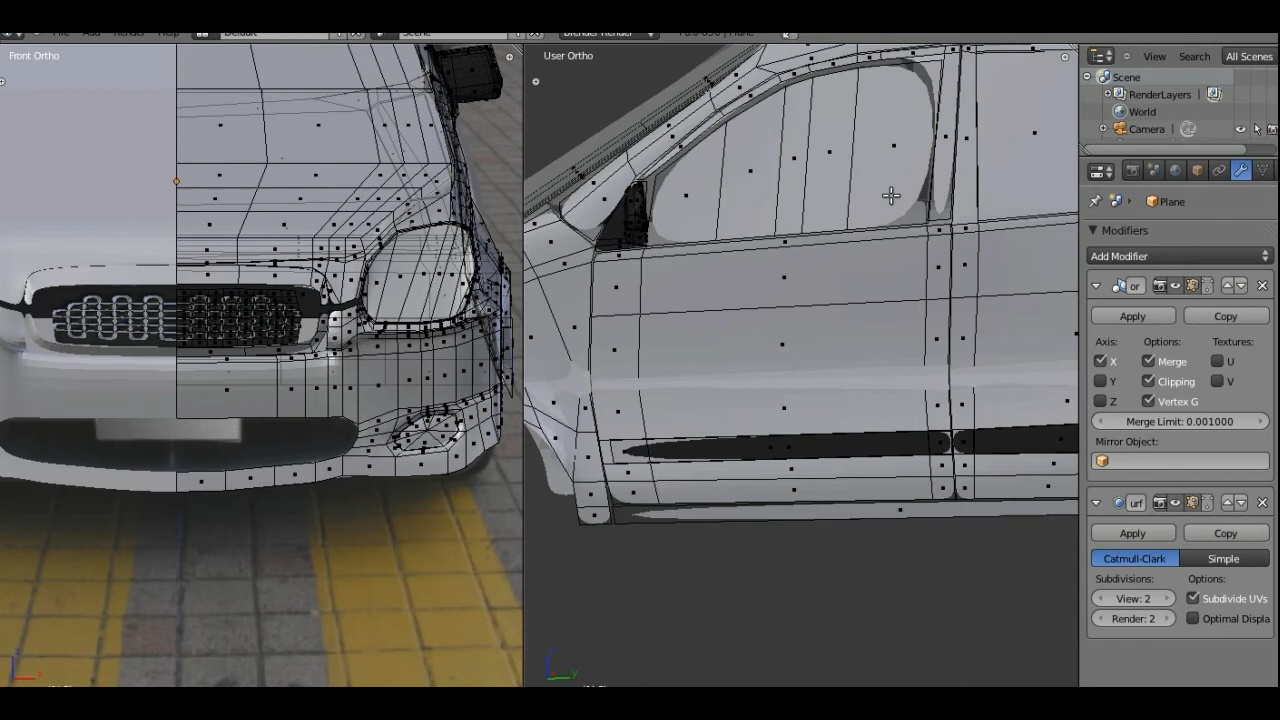 Front Ortho
User Ortho
View Search All Scenes
Scene
RenderLayers
World
Camera
Plane
Modifiers
Add Modifier
or
Apply Copy
Axis: Options: Textures:
X Merge U
Y Clipping V
Z Vertex G
Merge Limit: 0.001000
Mirror Object:
urf
Apply Copy
Catmull-Clark Simple
Subdivisions: Options:
View: 2 Subdivide UVs
Render: 2 Optimal Displa
z
x
z
y